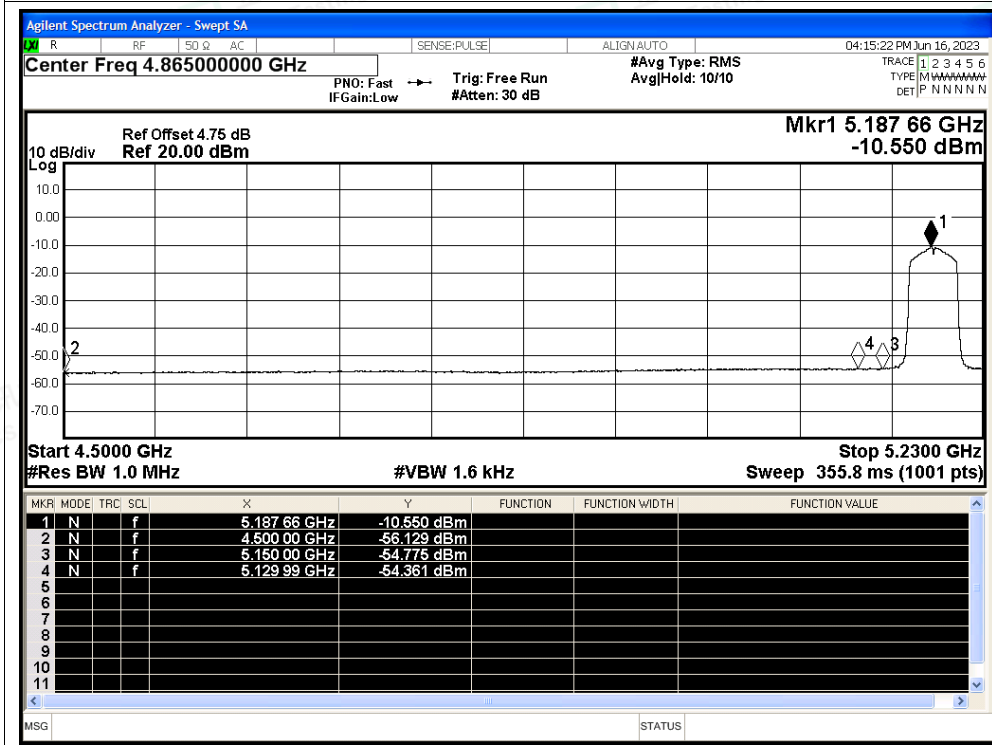 Agilent Spectrum Analyzer - Swept SA
LXI R RF 50 Ω AC SENSE:PULSE ALIGN AUTO 04:15:22 PM Jun 16, 2023
Center Freq 4.865000000 GHz #Avg Type: RMS TRACE 1 2 3 4 5 6
PNO: Fast Trig: Free Run Avg|Hold: 10/10 TYPE M
IFGain:Low #Atten: 30 dB DET P N N N N N
Mkr1 5.187 66 GHz
Ref Offset 4.75 dB
10 dB/div Ref 20.00 dBm -10.550 dBm
Log
10.0
0.00
1
-10.0
-20.0
-30.0
-40.0
2 4 3
-50.0
-60.0
-70.0
Start 4.5000 GHz Stop 5.2300 GHz
#Res BW 1.0 MHz #VBW 1.6 kHz Sweep 355.8 ms (1001 pts)
MKR MODE TRC SCL X Y FUNCTION FUNCTION WIDTH FUNCTION VALUE
1 N f 5.187 66 GHz -10.550 dBm
2 N f 4.500 00 GHz -56.129 dBm
3 N f 5.150 00 GHz -54.775 dBm
4 N f 5.129 99 GHz -54.361 dBm
5
6
7
8
9
10
11
MSG STATUS